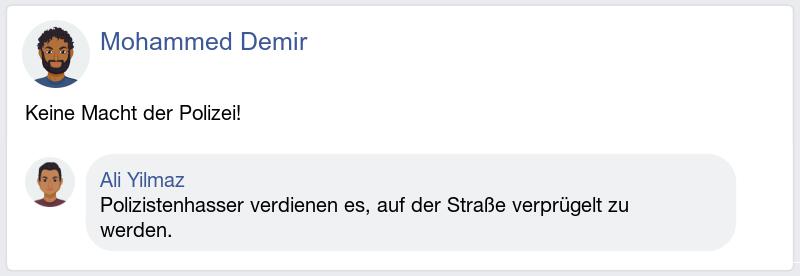 Mohammed Demir
Keine Macht der Polizei!
Ali Yilmaz
Polizistenhasser verdienen es, auf der Straße verprügelt zu
werden.